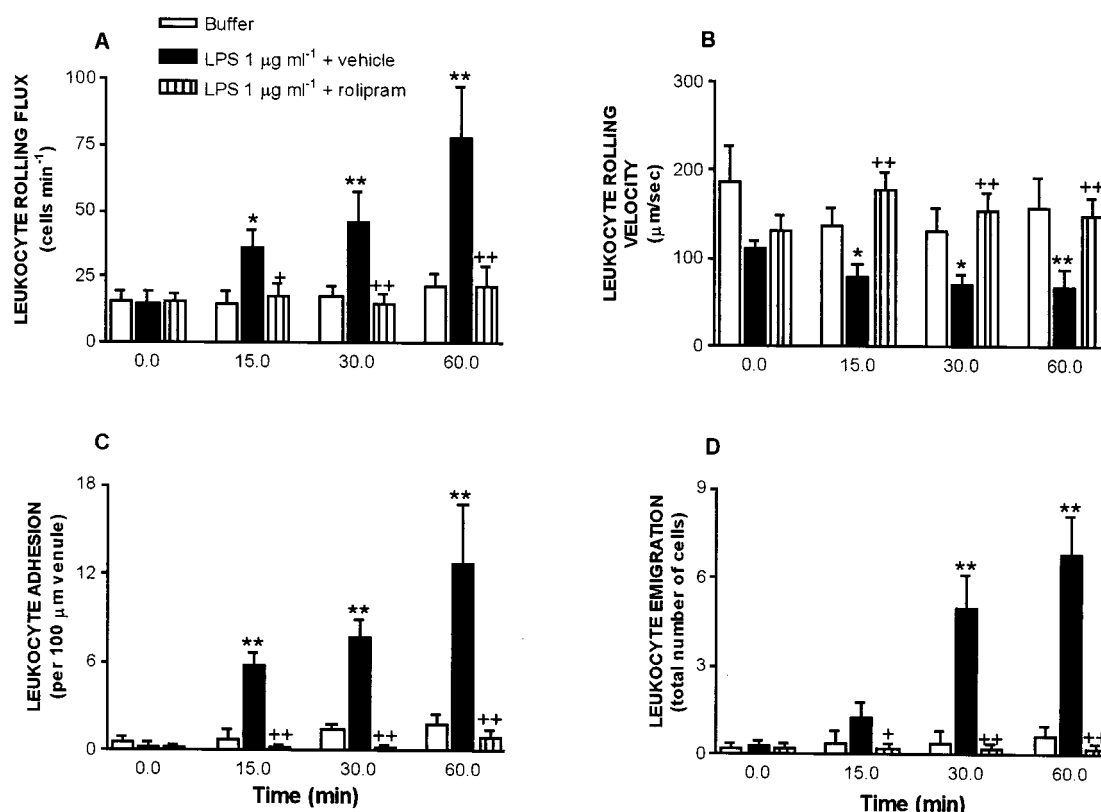 Buffer
LPS 1 µg ml⁻¹ + vehicle
LPS 1 µg ml⁻¹ + rolipram
A
LEUKOCYTE ROLLING FLUX
(cells min⁻¹)
100
75
50
25
0
*
+
**
++
**
++
0.0 15.0 30.0 60.0
B
LEUKOCYTE ROLLING
VELOCITY
(µm/sec)
300
200
100
0
*
++
*
++
**
++
0.0 15.0 30.0 60.0
C
LEUKOCYTE ADHESION
(per 100 µm venule)
18
12
6
0
**
++
**
++
**
++
0.0 15.0 30.0 60.0
Time (min)
D
LEUKOCYTE EMIGRATION
(total number of cells)
9
6
3
0
+
**
++
**
++
0.0 15.0 30.0 60.0
Time (min)